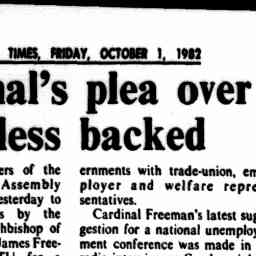 TIMES, FRIDAY, OCTOBER 1, 1982
nal's plea over
less backed
ers of the
Assembly
esterday to
s by the
hbishop of
James Free-
ernments with trade-union, em
ployer and welfare repre
sentatives.
Cardinal Freeman's latest sug
gestion for a national unemploy
ment conference was made in